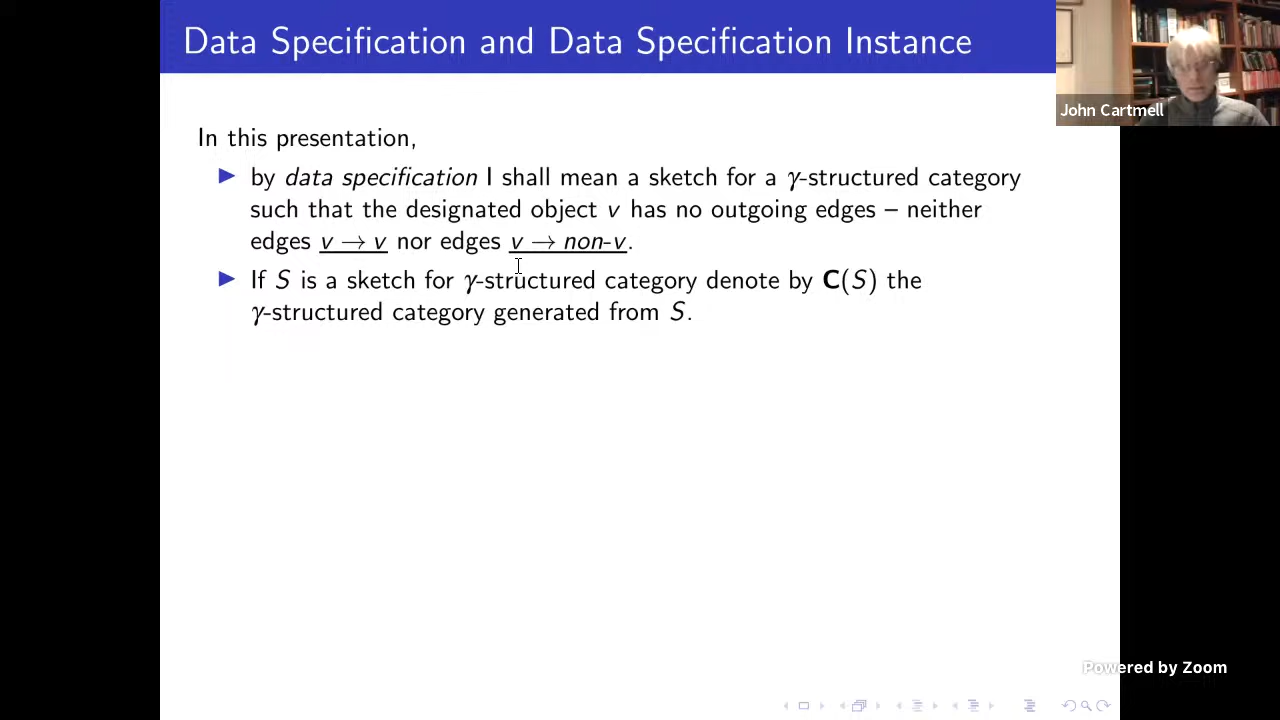 Data Specification and Data Specification Instance
John Cartmell
In this presentation,
▶ by data specification I shall mean a sketch for a γ-structured category
such that the designated object v has no outgoing edges – neither
edges v → v nor edges v → non-v.
▶ If S is a sketch for γ-structured category denote by C(S) the
γ-structured category generated from S.
Powered by Zoom